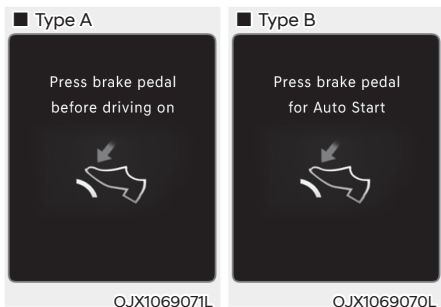 ■ Type A
Press brake pedal
before driving on
OJX1069071L
■ Type B
Press brake pedal
for Auto Start
OJX1069070L